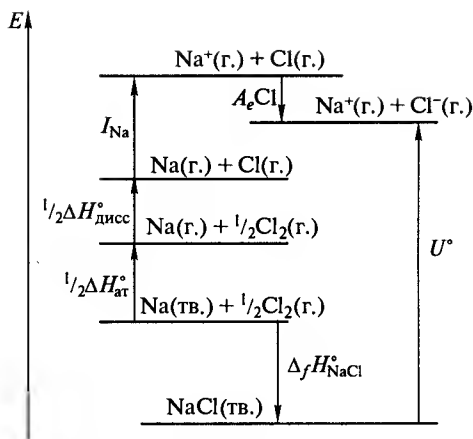 E
Na⁺(г.) + Cl(г.)
AₑCl
Na⁺(г.) + Cl⁻(г.)
I_Na
Na(г.) + Cl(г.)
¹/₂ΔH°дисс
Na(г.) + ¹/₂Cl₂(г.)
U°
¹/₂ΔH°ат
Na(тв.) + ¹/₂Cl₂(г.)
Δ_fH°NaCl
NaCl(тв.)